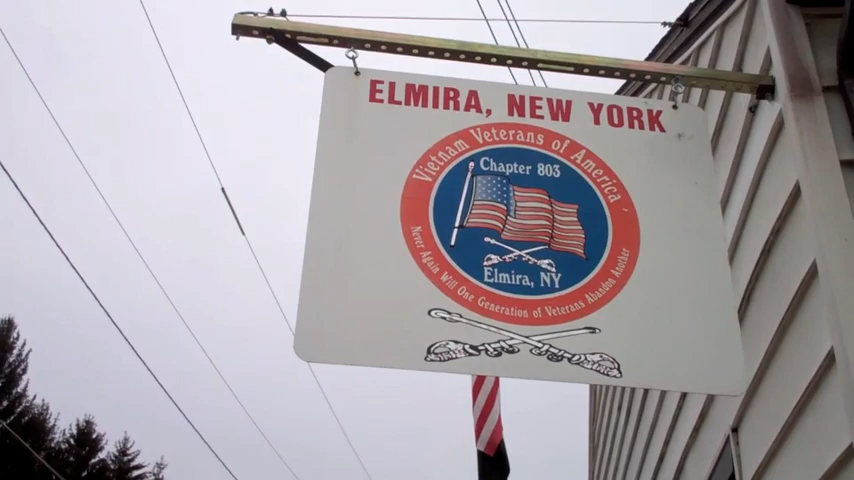 ELMIRA, NEW YORK
Vietnam Veterans of America
Chapter 803
Elmira, NY
Never Again Will One Generation of Veterans Abandon Another